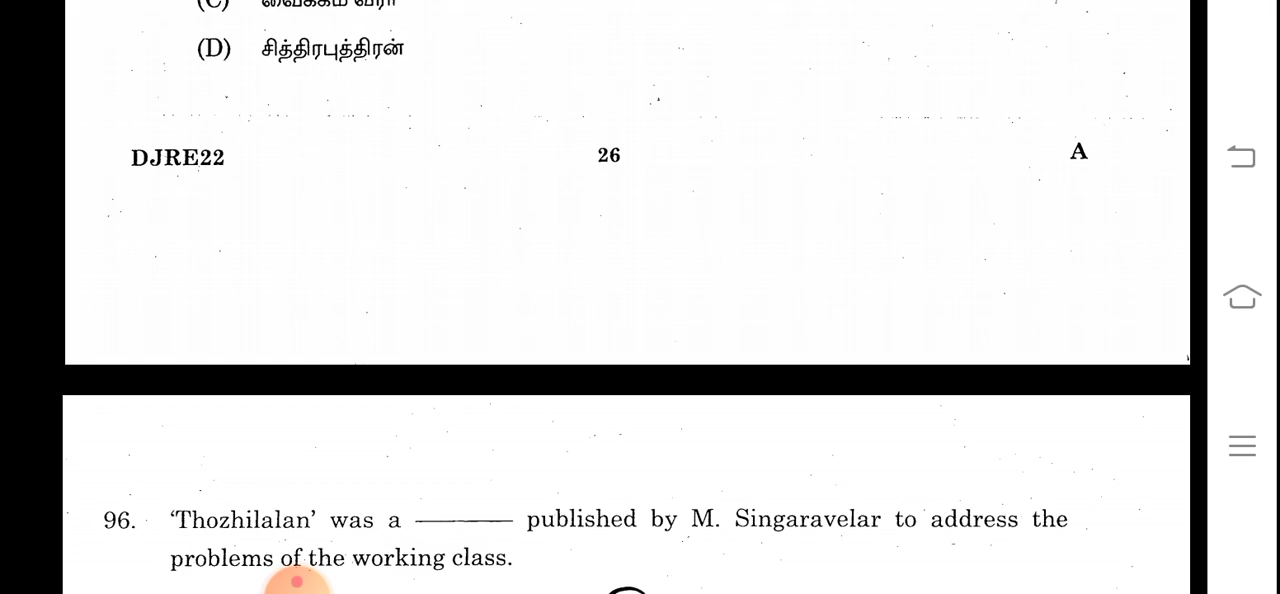 (C)
(D) சித்திரபுத்திரன்
DJRE22 26 A
96. ‘Thozhilalan’ was a ——— published by M. Singaravelar to address the
problems of the working class.